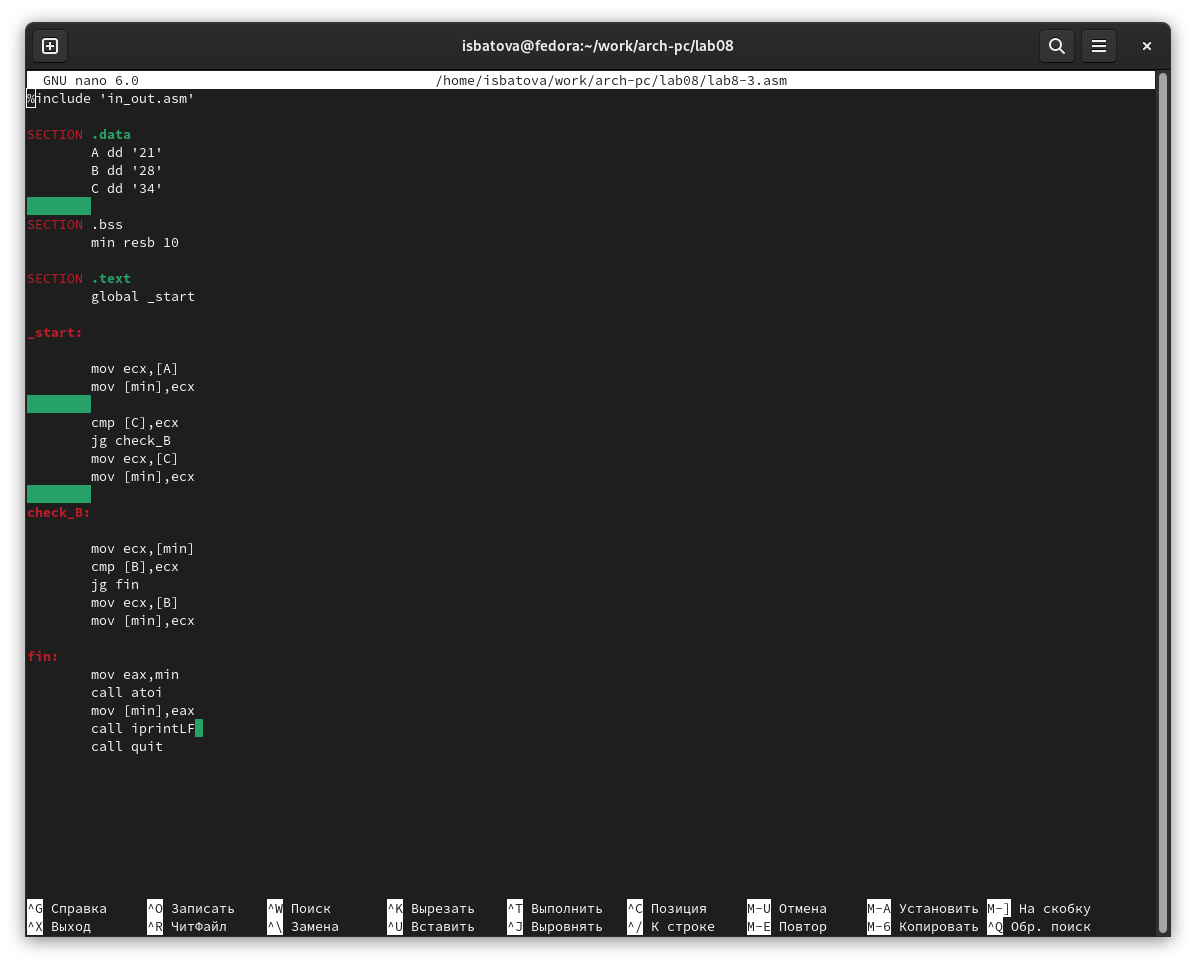 isbatova@fedora:~/work/arch-pc/lab08
GNU nano 6.0 /home/isbatova/work/arch-pc/lab08/lab8-3.asm
%include 'in_out.asm'

SECTION .data
        A dd '21'
        B dd '28'
        C dd '34'

SECTION .bss
        min resb 10

SECTION .text
        global _start

_start:

        mov ecx,[A]
        mov [min],ecx

        cmp [C],ecx
        jg check_B
        mov ecx,[C]
        mov [min],ecx

check_B:

        mov ecx,[min]
        cmp [B],ecx
        jg fin
        mov ecx,[B]
        mov [min],ecx

fin:
        mov eax,min
        call atoi
        mov [min],eax
        call iprintLF
        call quit

^G Справка ^O Записать ^W Поиск ^K Вырезать ^T Выполнить ^C Позиция M-U Отмена M-A Установить M-] На скобку
^X Выход ^R ЧитФайл ^\ Замена ^U Вставить ^J Выровнять ^/ К строке M-E Повтор M-6 Копировать ^Q Обр. поиск